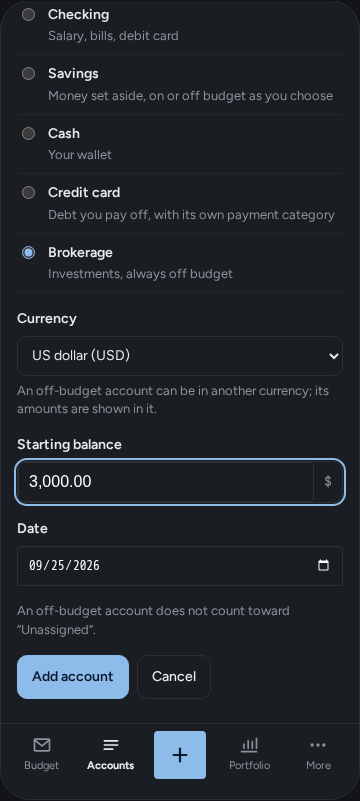 Checking
Salary, bills, debit card
Savings
Money set aside, on or off budget as you choose
Cash
Your wallet
Credit card
Debt you pay off, with its own payment category
Brokerage
Investments, always off budget
Currency
US dollar (USD)
An off-budget account can be in another currency; its
amounts are shown in it.
Starting balance
3,000.00 $
Date
09/25/2026
An off-budget account does not count toward
“Unassigned”.
Add account Cancel
Budget Accounts + Portfolio More